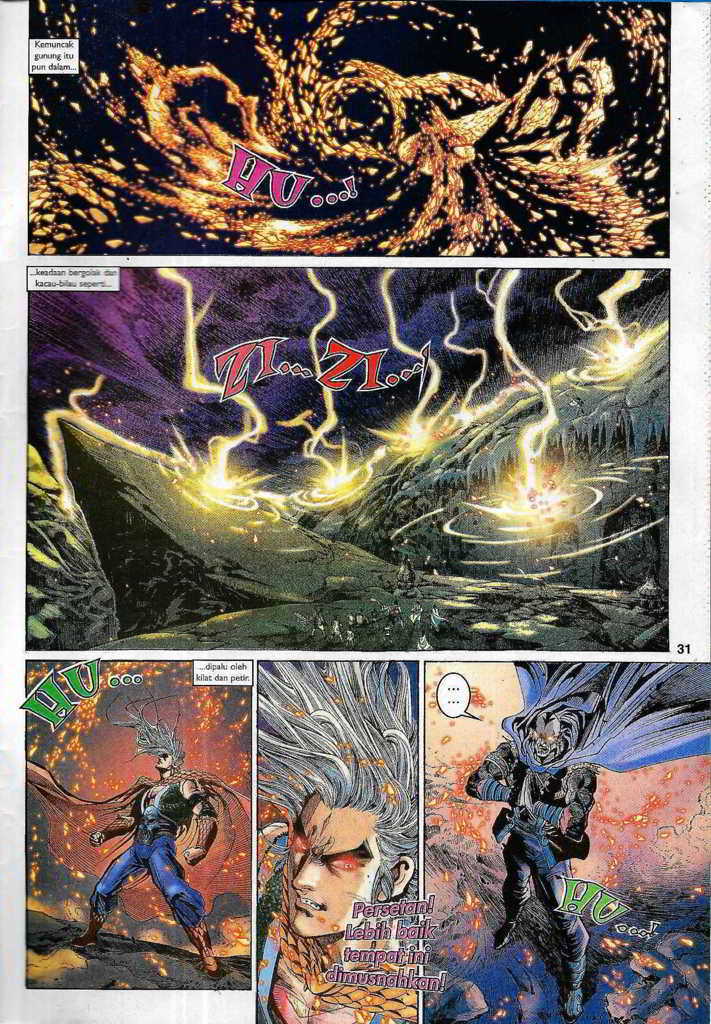 Kemuncak
gunung itu
pun dalam...
HU...!
...keadaan bergolak dan
kacau-bilau seperti...
ZI... ZI...
31
HU...
...dipalu oleh
kilat dan petir.
Persetan!
Lebih baik
tempat ini
dimusnahkan!
...
...
HU...!